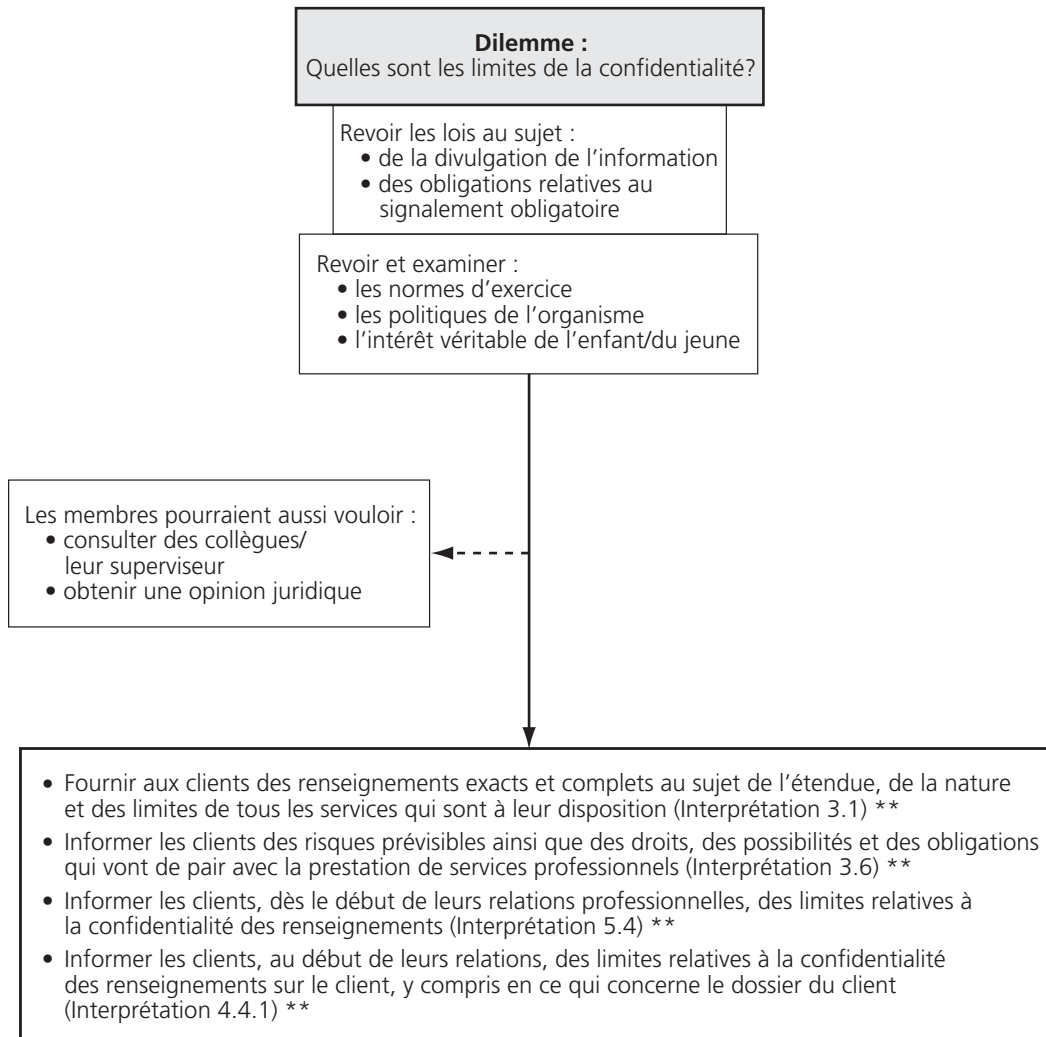 Dilemme :
Quelles sont les limites de la confidentialité?
Revoir les lois au sujet :
• de la divulgation de l'information
• des obligations relatives au
signalement obligatoire
Revoir et examiner :
• les normes d'exercice
• les politiques de l'organisme
• l'intérêt véritable de l'enfant/du jeune
Les membres pourraient aussi vouloir :
• consulter des collègues/
leur superviseur
• obtenir une opinion juridique
• Fournir aux clients des renseignements exacts et complets au sujet de l'étendue, de la nature
et des limites de tous les services qui sont à leur disposition (Interprétation 3.1) **
• Informer les clients des risques prévisibles ainsi que des droits, des possibilités et des obligations
qui vont de pair avec la prestation de services professionnels (Interprétation 3.6) **
• Informer les clients, dès le début de leurs relations professionnelles, des limites relatives à
la confidentialité des renseignements (Interprétation 5.4) **
• Informer les clients, au début de leurs relations, des limites relatives à la confidentialité
des renseignements sur le client, y compris en ce qui concerne le dossier du client
(Interprétation 4.4.1) **